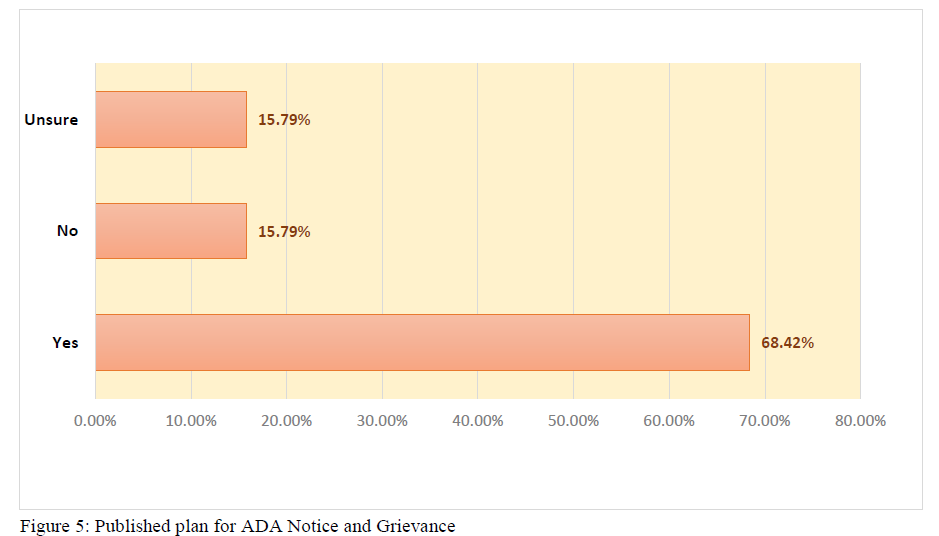 Unsure 15.79%
No 15.79%
Yes 68.42%
0.00% 10.00% 20.00% 30.00% 40.00% 50.00% 60.00% 70.00% 80.00%
Figure 5: Published plan for ADA Notice and Grievance